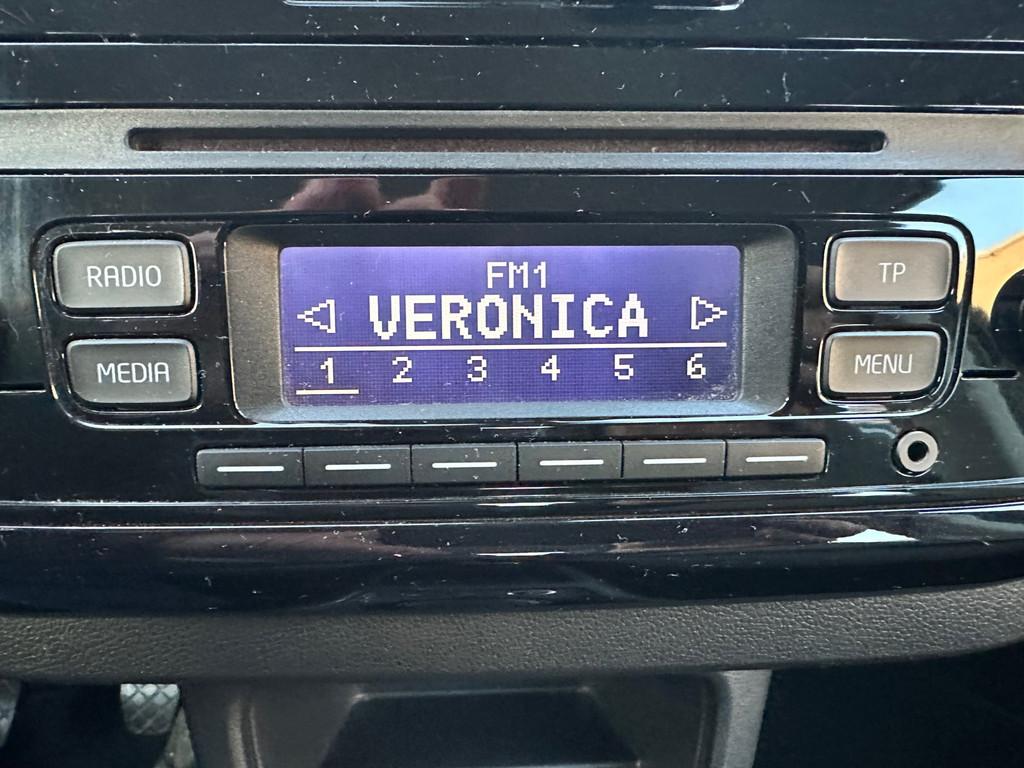 RADIO
MEDIA
FM1
VERONICA
1 2 3 4 5 6
TP
MENU